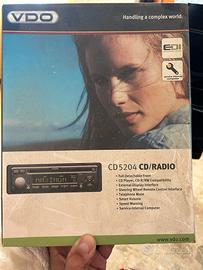 VDO
Handling a complex world.
EDI
CD5204 CD/RADIO
• Full Detachable Front
• CD Player, CD-R/RW Compatibility
• External Display Interface
• Steering Wheel Remote Control Interface
• Telephone Mute
• Smart Volume
• Speed Warning
• Service Interval Computer
www.vdo.com